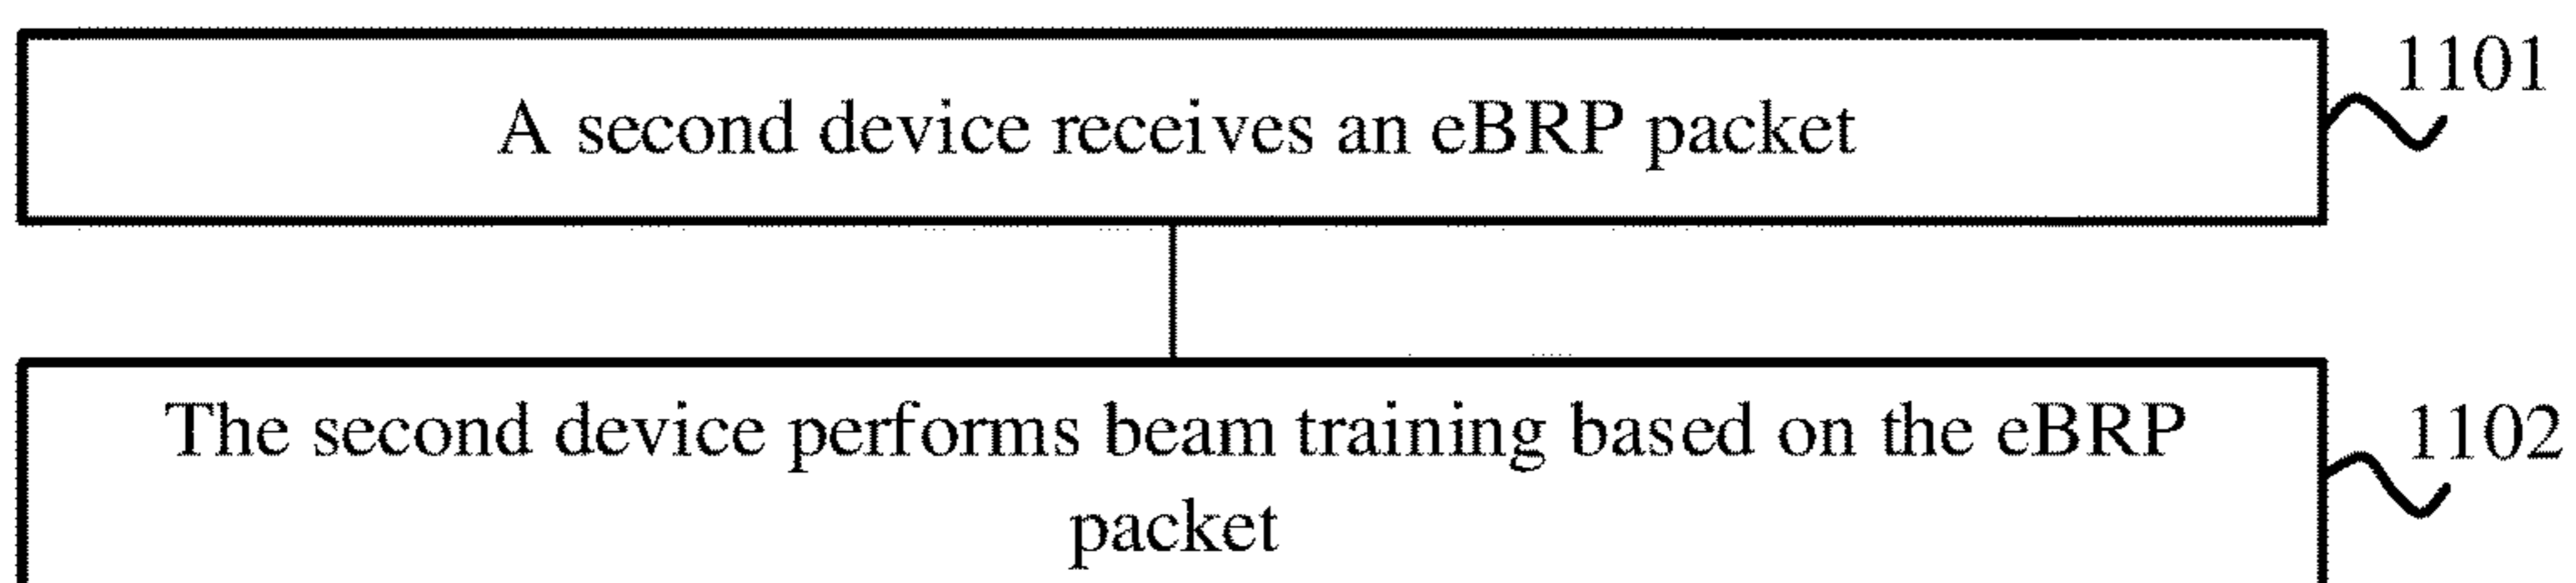 1101
A second device receives an eBRP packet
The second device performs beam training based on the eBRP
1102
packet